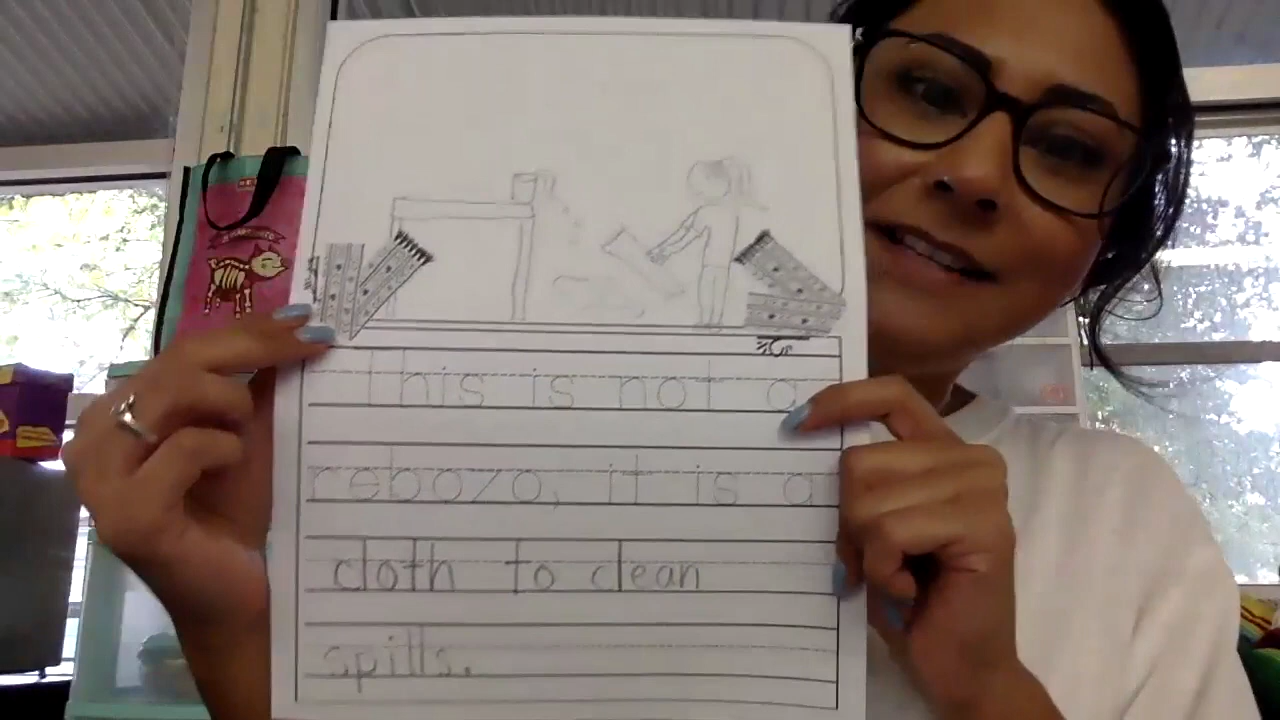 This is not a
rebozo, it is a
cloth to clean
spills.